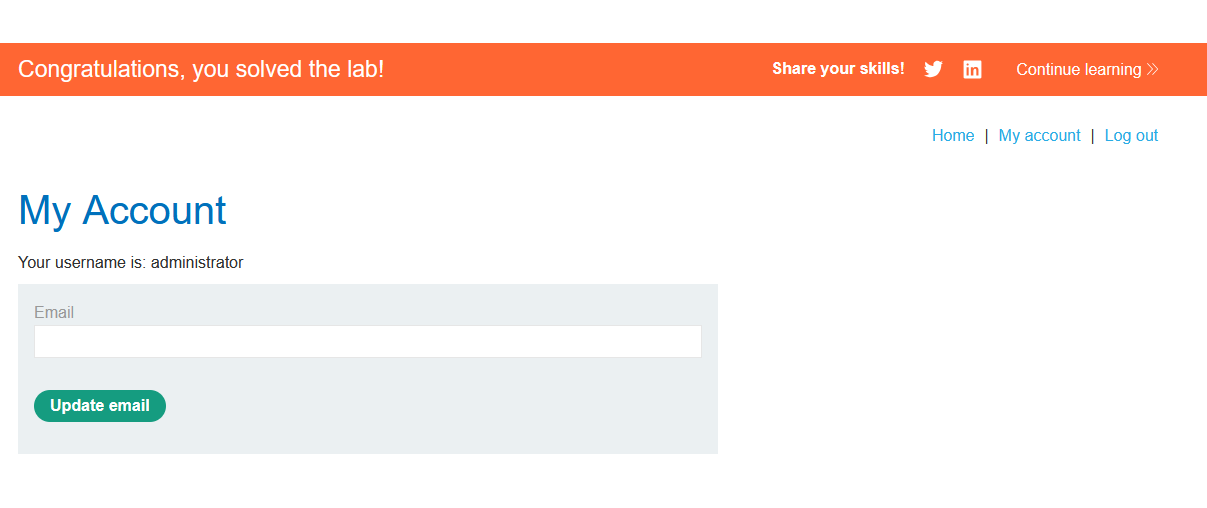 Congratulations, you solved the lab!
Share your skills! Continue learning
Home | My account | Log out
My Account
Your username is: administrator
Email
Update email